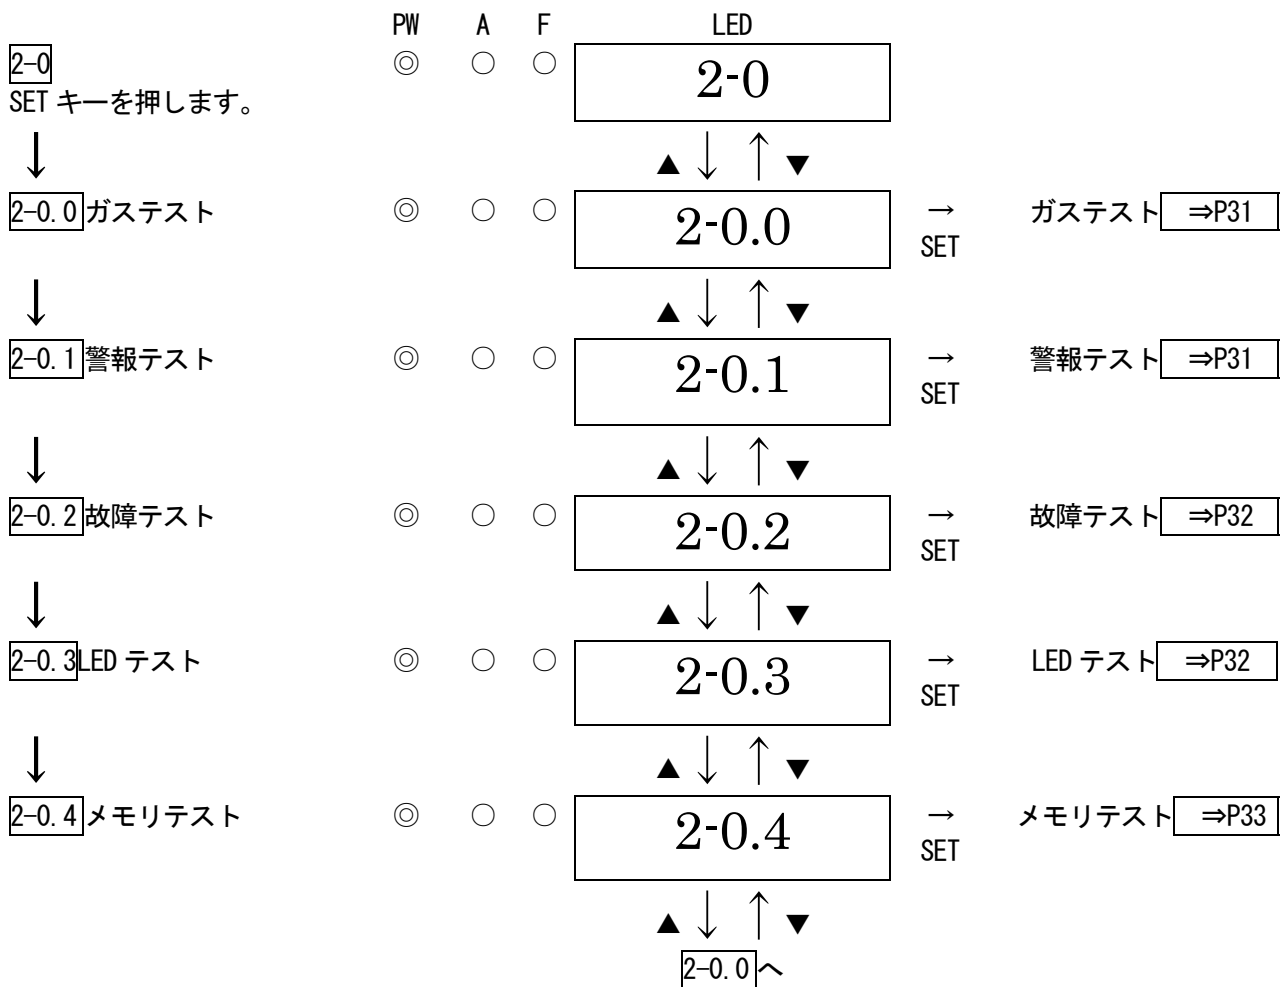 PW A F LED
2-0 ◎ ○ ○ 2-0
SET キーを押します。
↓ ▲ ↓ ↑ ▼
2-0.0 ガステスト ◎ ○ ○ 2-0.0 → ガステスト ⇒P31
SET
↓ ▲ ↓ ↑ ▼
2-0.1 警報テスト ◎ ○ ○ 2-0.1 → 警報テスト ⇒P31
SET
↓ ▲ ↓ ↑ ▼
2-0.2 故障テスト ◎ ○ ○ 2-0.2 → 故障テスト ⇒P32
SET
↓ ▲ ↓ ↑ ▼
2-0.3 LED テスト ◎ ○ ○ 2-0.3 → LED テスト ⇒P32
SET
↓ ▲ ↓ ↑ ▼
2-0.4 メモリテスト ◎ ○ ○ 2-0.4 → メモリテスト ⇒P33
SET
▲ ↓ ↑ ▼
2-0.0 へ